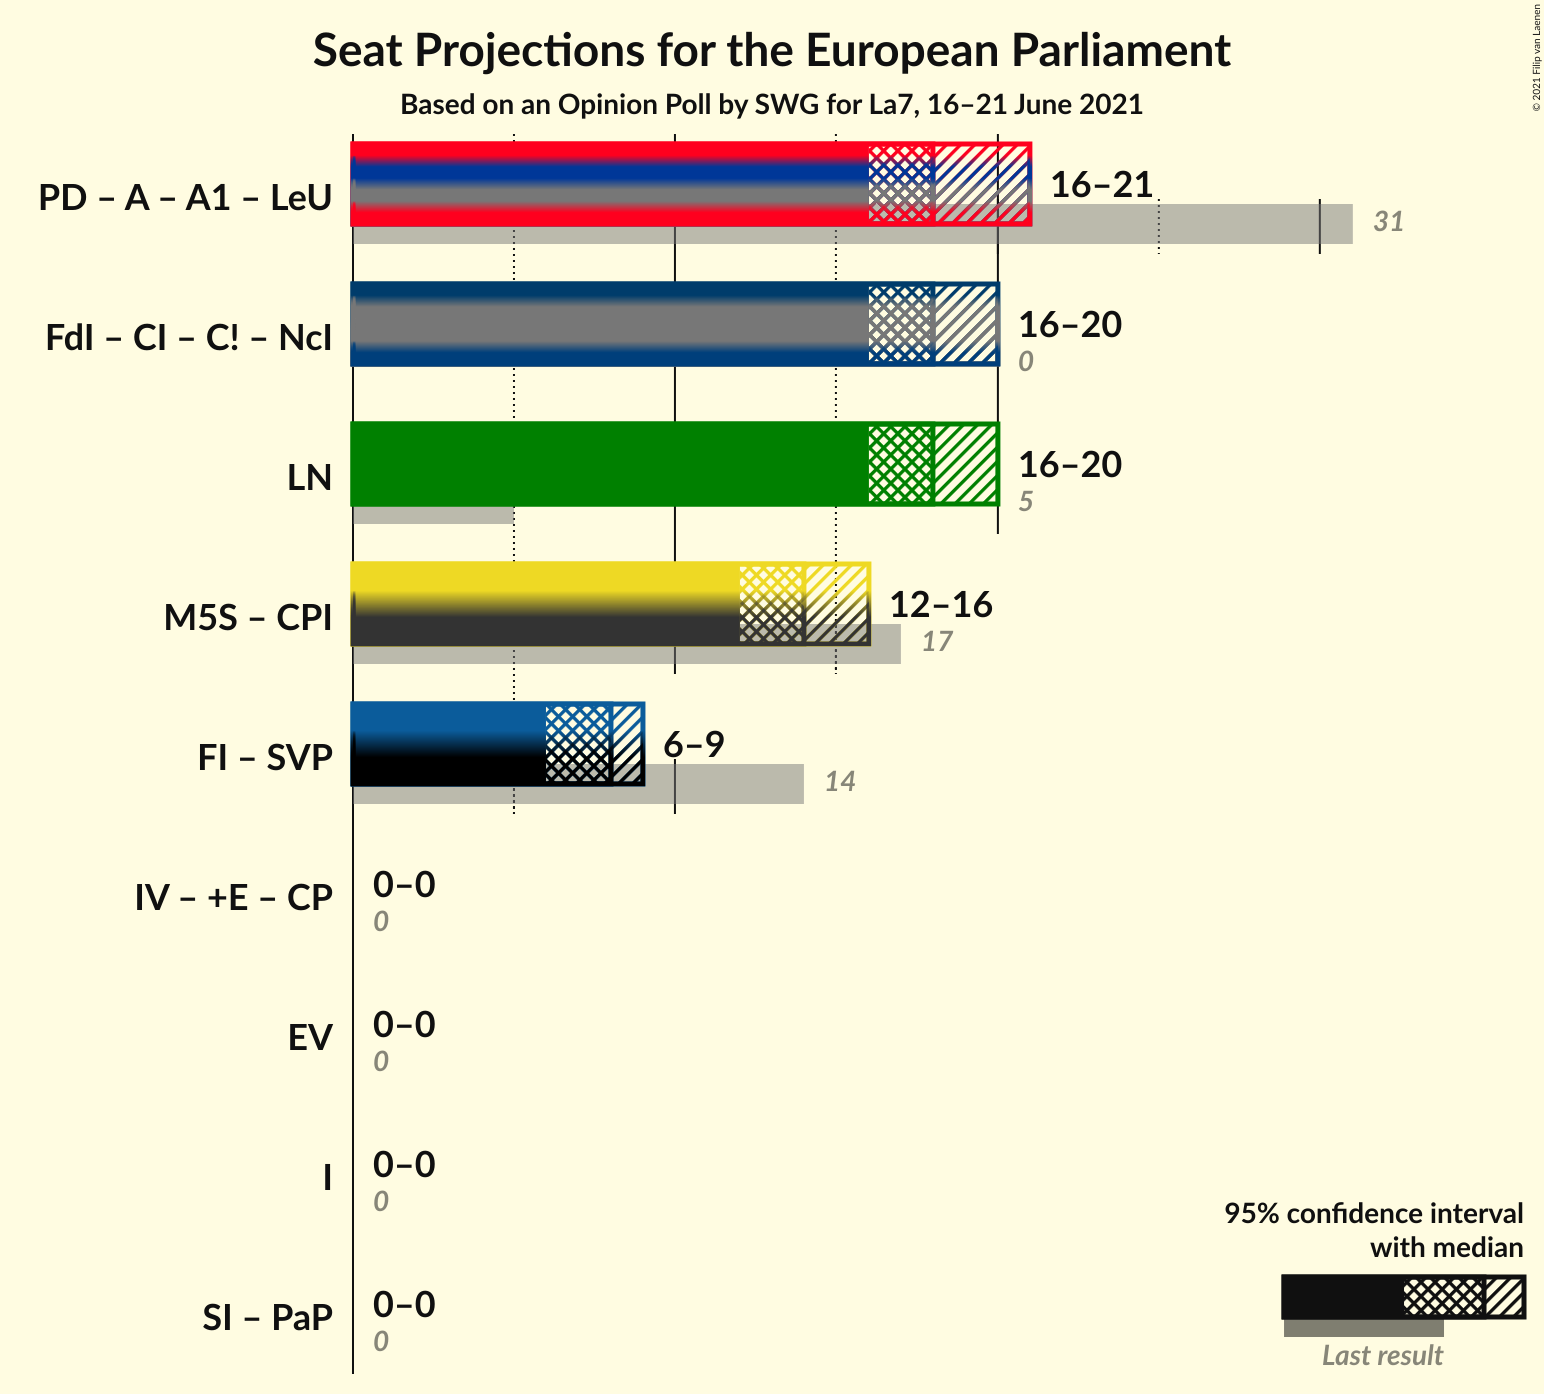 Seat Projections for the European Parliament
Based on an Opinion Poll by SWG for La7, 16–21 June 2021
© 2021 Filip van Laenen
PD – A – A1 – LeU
16–21
31
FdI – CI – C! – NcI
16–20
0
LN
16–20
5
M5S – CPI
12–16
17
FI – SVP
6–9
14
IV – +E – CP
0–0
0
EV
0–0
0
I
0–0
0
SI – PaP
0–0
0
95% confidence interval
with median
Last result